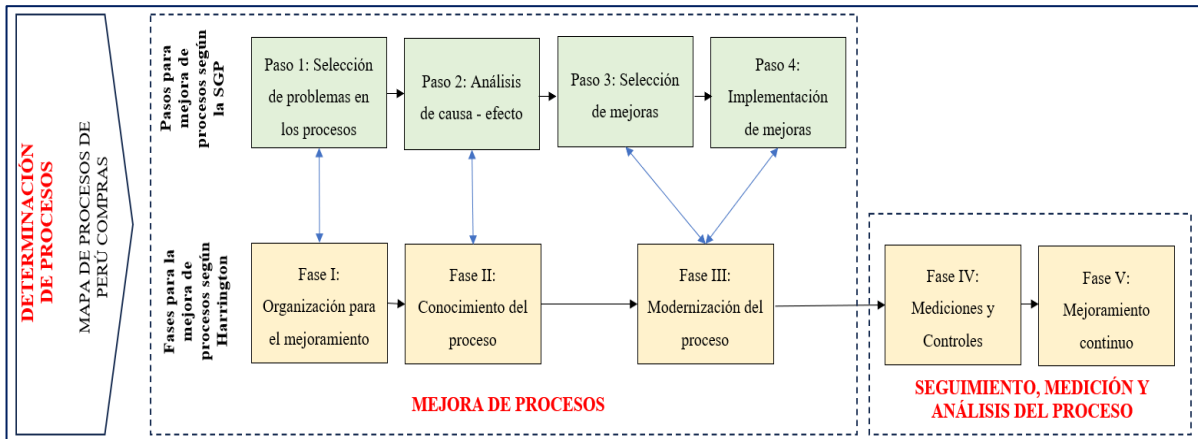 DETERMINACIÓN
DE PROCESOS
MAPA DE PROCESOS DE
PERÚ COMPRAS
Pasos para
mejora de
procesos según
la SGP
Paso 1: Selección
de problemas en
los procesos
Paso 2: Análisis
de causa - efecto
Paso 3: Selección
de mejoras
Paso 4:
Implementación
de mejoras
Fases para la
mejora de
procesos según
Harrington
Fase I:
Organización para
el mejoramiento
Fase II:
Conocimiento del
proceso
Fase III:
Modernización del
proceso
Fase IV:
Mediciones y
Controles
Fase V:
Mejoramiento
continuo
MEJORA DE PROCESOS
SEGUIMIENTO, MEDICIÓN Y
ANÁLISIS DEL PROCESO